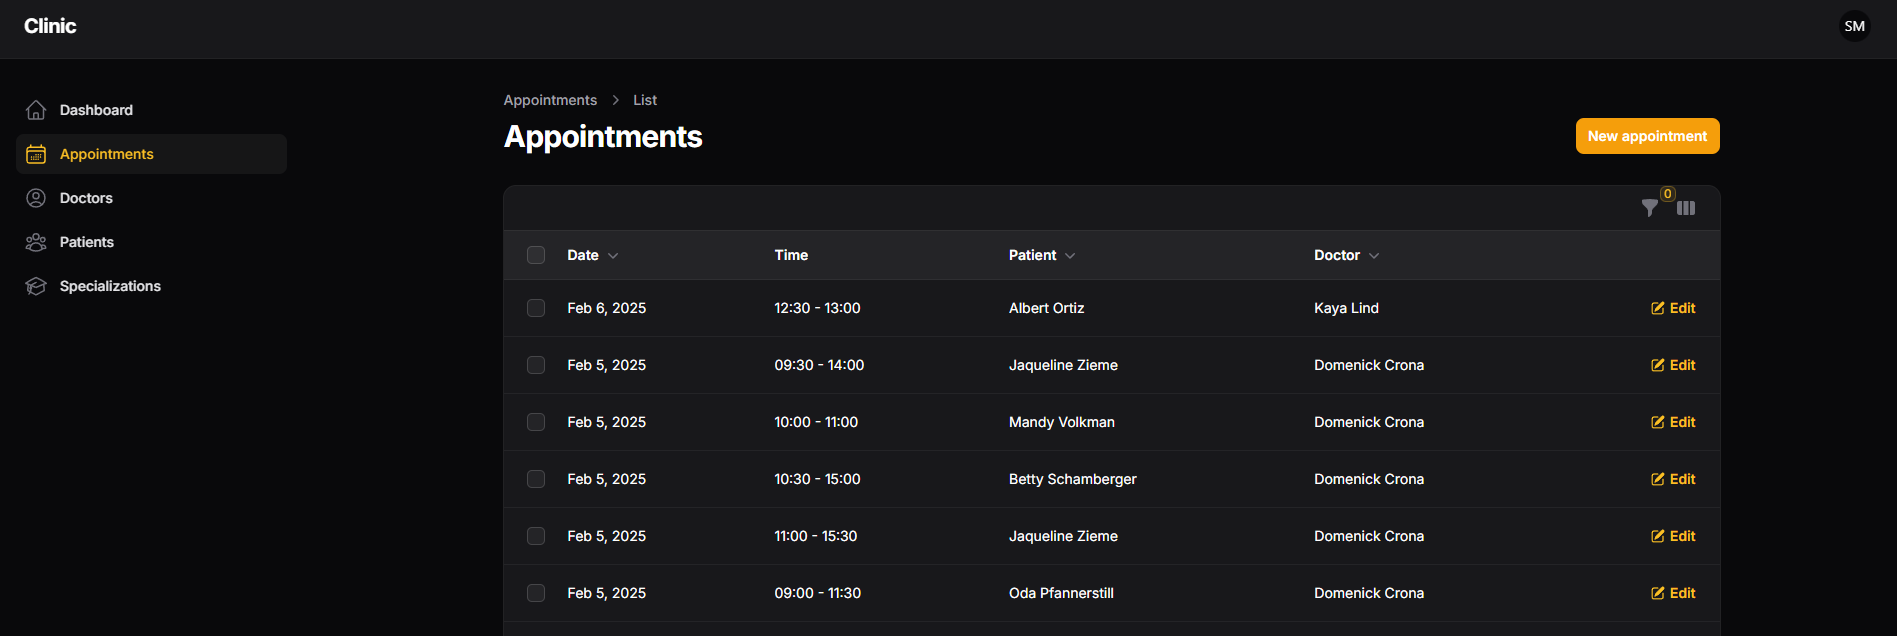 Clinic
SM
Dashboard
Appointments
Doctors
Patients
Specializations
Appointments > List
Appointments
New appointment
0
Date Time Patient Doctor
Feb 6, 2025 12:30 - 13:00 Albert Ortiz Kaya Lind Edit
Feb 5, 2025 09:30 - 14:00 Jaqueline Zieme Domenick Crona Edit
Feb 5, 2025 10:00 - 11:00 Mandy Volkman Domenick Crona Edit
Feb 5, 2025 10:30 - 15:00 Betty Schamberger Domenick Crona Edit
Feb 5, 2025 11:00 - 15:30 Jaqueline Zieme Domenick Crona Edit
Feb 5, 2025 09:00 - 11:30 Oda Pfannerstill Domenick Crona Edit